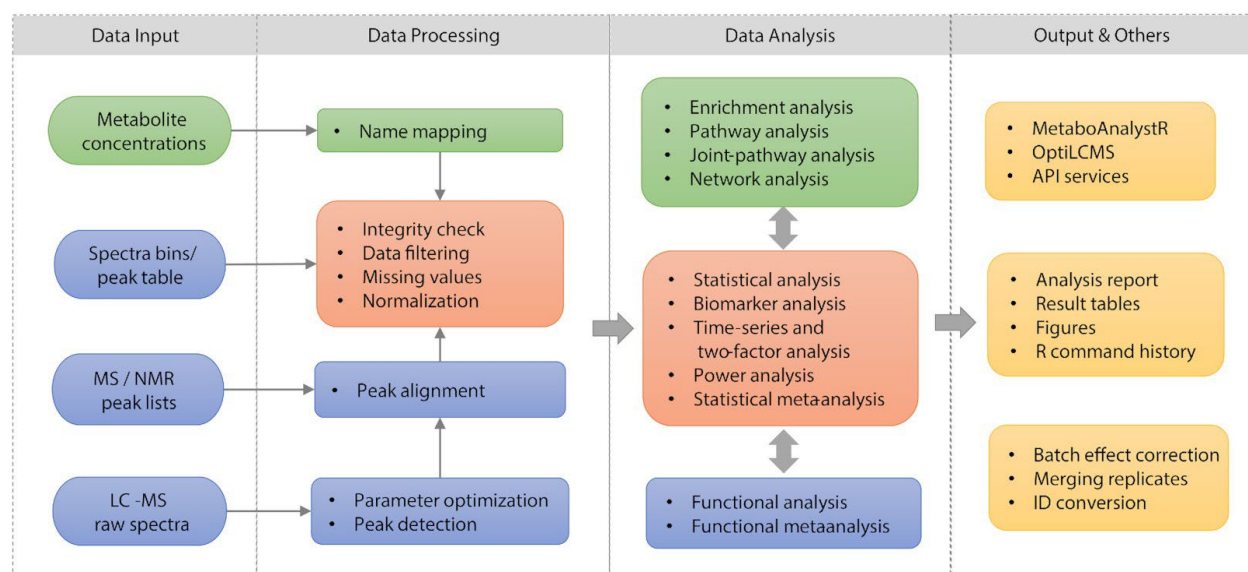 Data Input
Data Processing
Data Analysis
Output & Others
Metabolite
concentrations
Spectra bins/
peak table
MS / NMR
peak lists
LC -MS
raw spectra
• Name mapping
• Integrity check
• Data filtering
• Missing values
• Normalization
• Peak alignment
• Parameter optimization
• Peak detection
• Enrichment analysis
• Pathway analysis
• Joint-pathway analysis
• Network analysis
• Statistical analysis
• Biomarker analysis
• Time-series and
two-factor analysis
• Power analysis
• Statistical meta-analysis
• Functional analysis
• Functional metaanalysis
• MetaboAnalystR
• OptiLCMS
• API services
• Analysis report
• Result tables
• Figures
• R command history
• Batch effect correction
• Merging replicates
• ID conversion